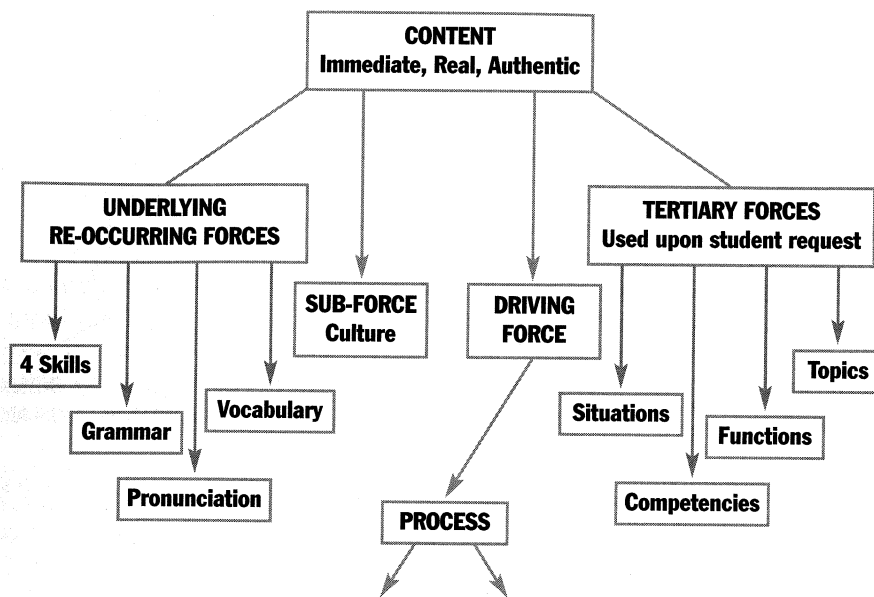 CONTENT
Immediate, Real, Authentic
UNDERLYING
RE-OCCURRING FORCES
TERTIARY FORCES
Used upon student request
SUB-FORCE
Culture
DRIVING
FORCE
4 Skills
Topics
Vocabulary
Situations
Grammar
Functions
Pronunciation
Competencies
PROCESS